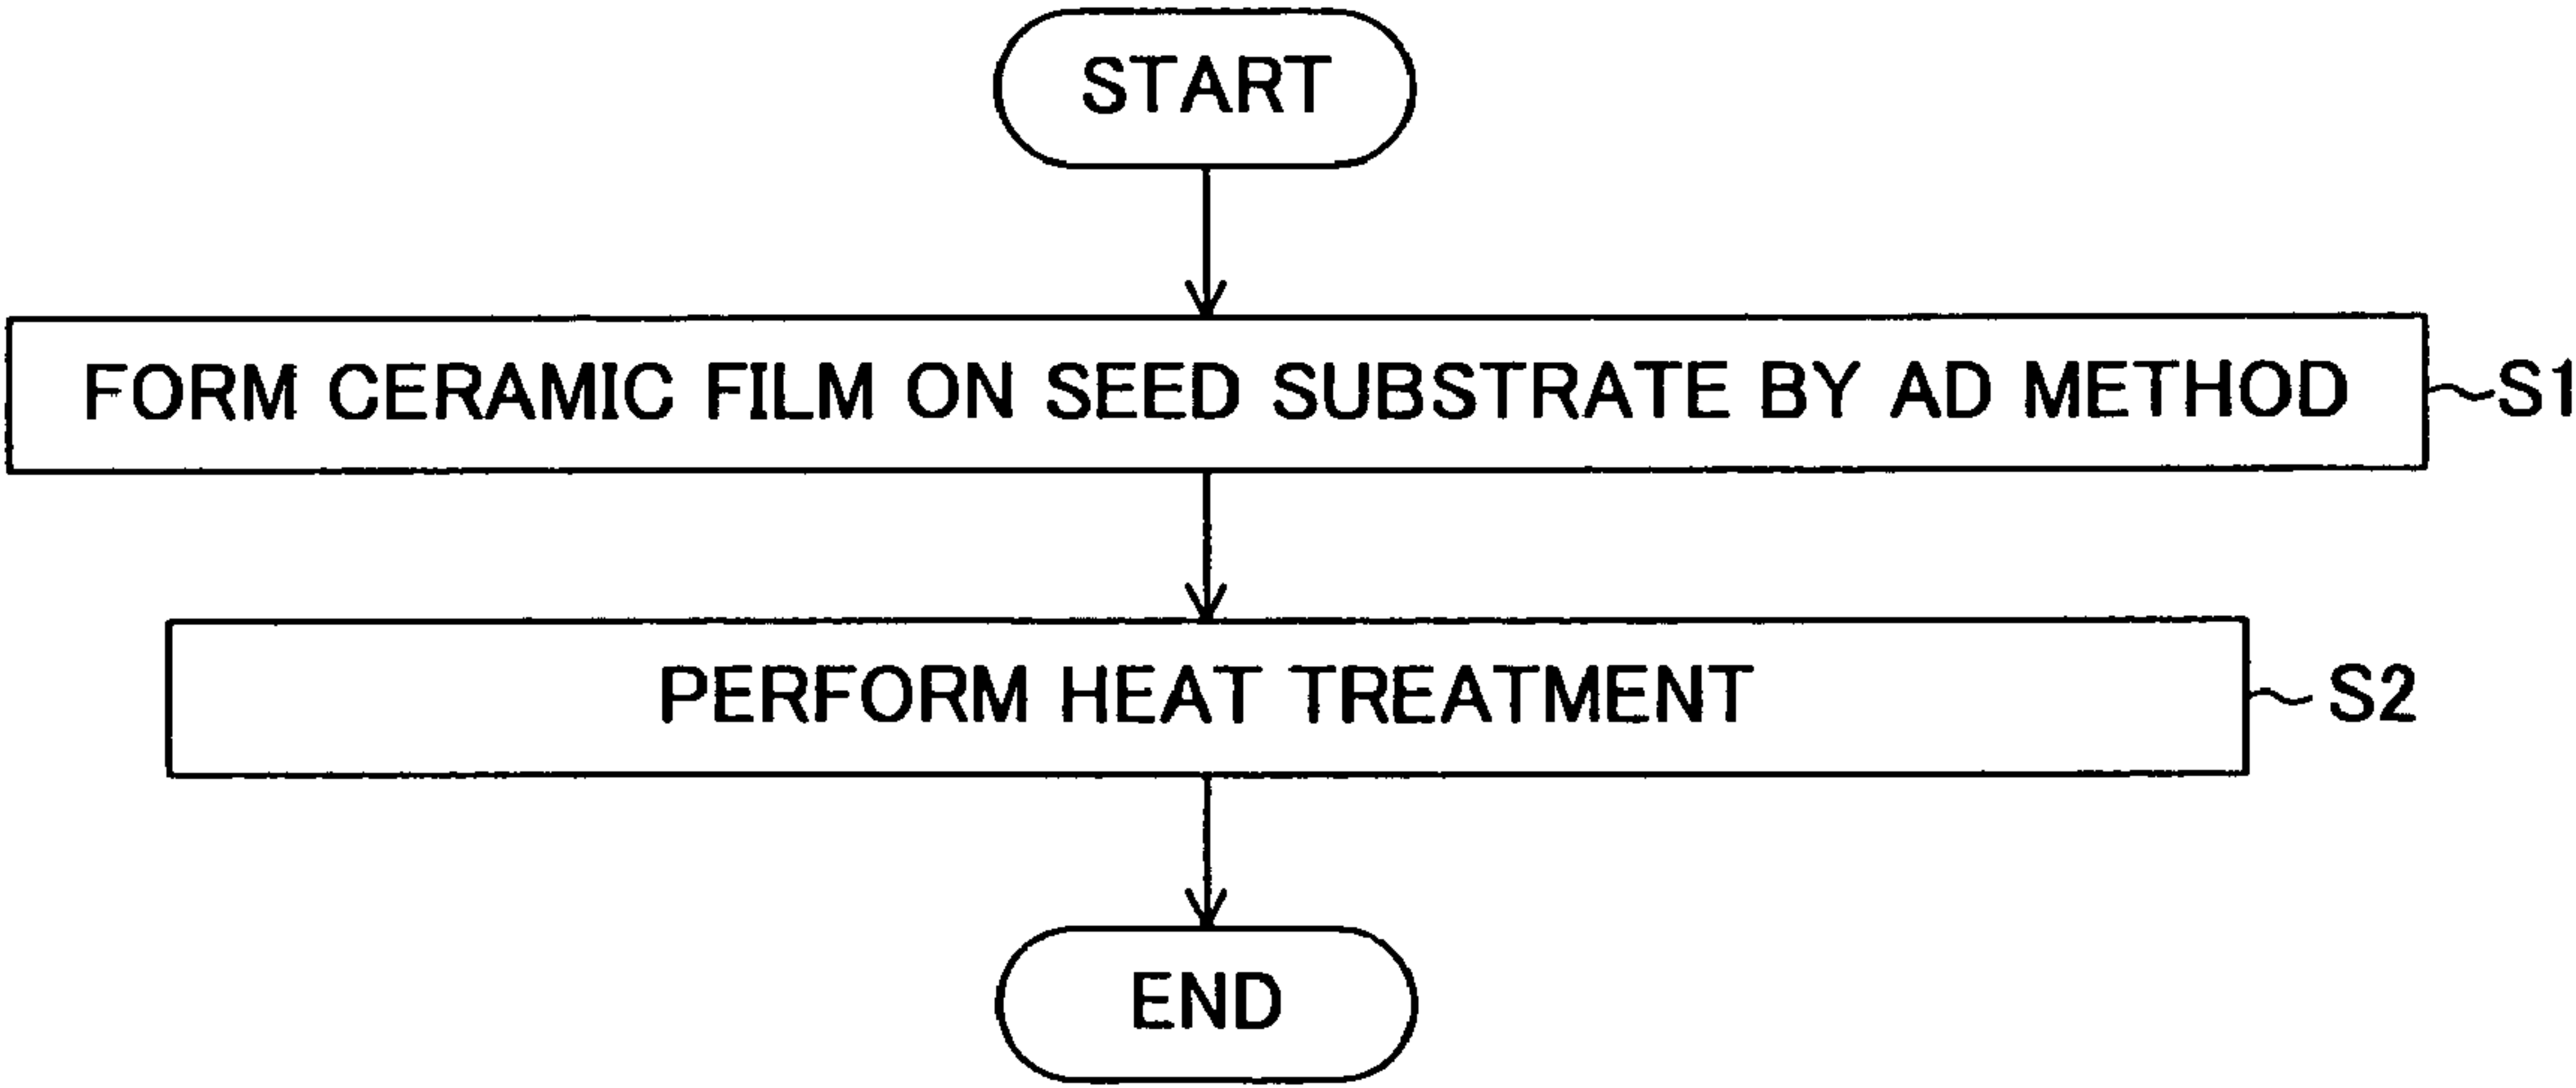 START
FORM CERAMIC FILM ON SEED SUBSTRATE BY AD METHOD
S1
PERFORM HEAT TREATMENT
S2
END